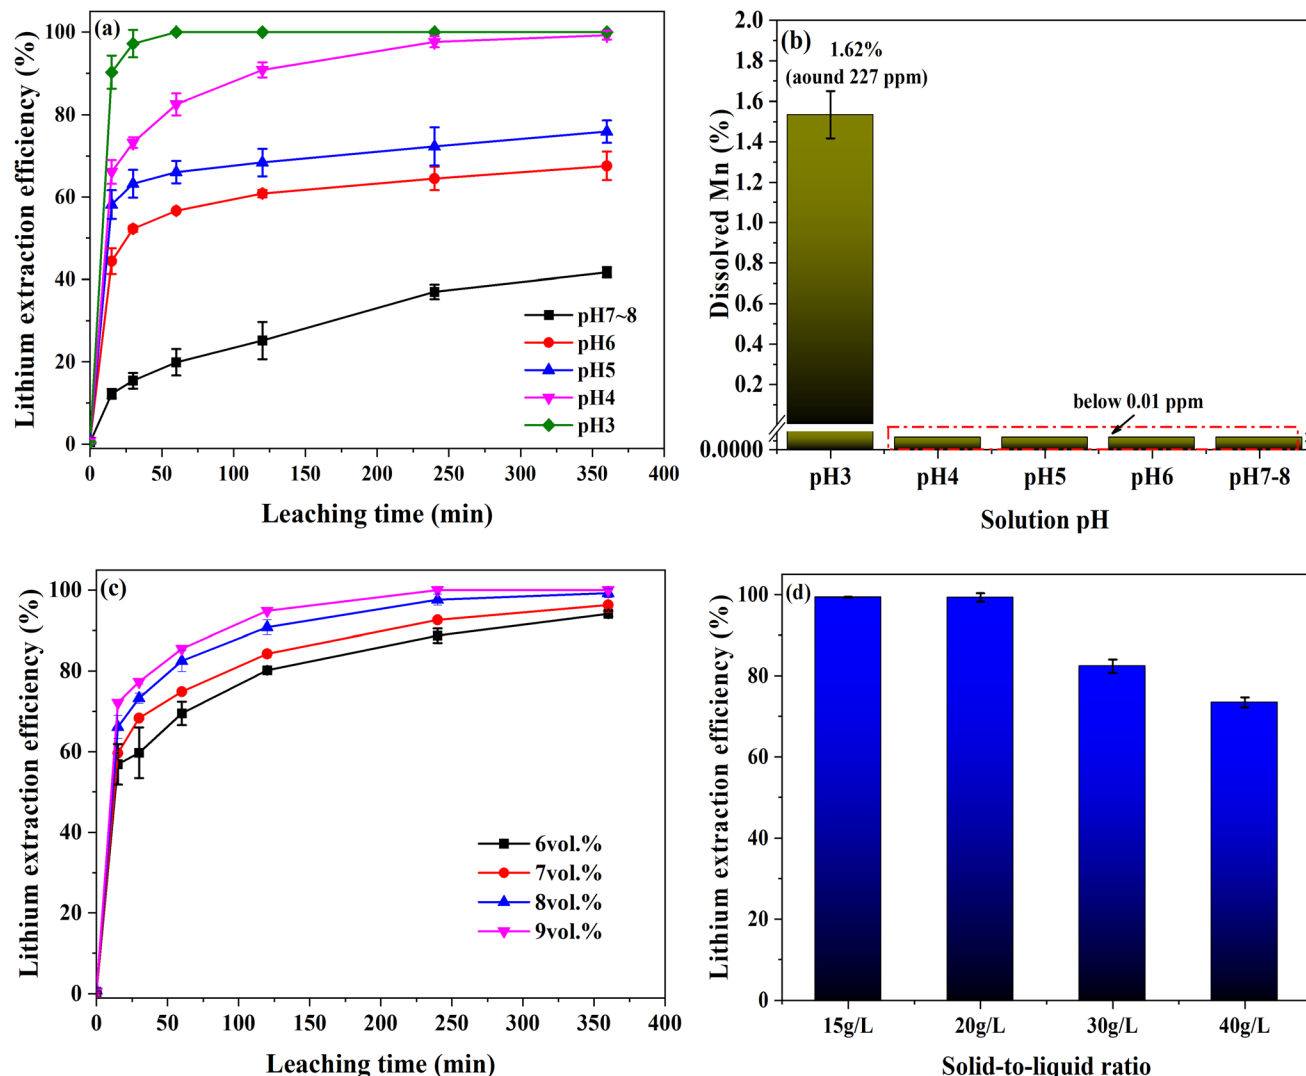 (a)
Lithium extraction efficiency (%)
100
80
60
40
20
0
pH7~8
pH6
pH5
pH4
pH3
0 50 100 150 200 250 300 350 400
Leaching time (min)
(b)
Dissolved Mn (%)
2.0
1.8
1.6
1.4
1.2
1.0
0.8
0.6
0.4
0.2
0.0000
1.62%
(aound 227 ppm)
below 0.01 ppm
pH3 pH4 pH5 pH6 pH7-8
Solution pH
(c)
Lithium extraction efficiency (%)
100
80
60
40
20
0
6vol.%
7vol.%
8vol.%
9vol.%
0 50 100 150 200 250 300 350 400
Leaching time (min)
(d)
Lithium extraction efficiency (%)
100
80
60
40
20
0
15g/L 20g/L 30g/L 40g/L
Solid-to-liquid ratio